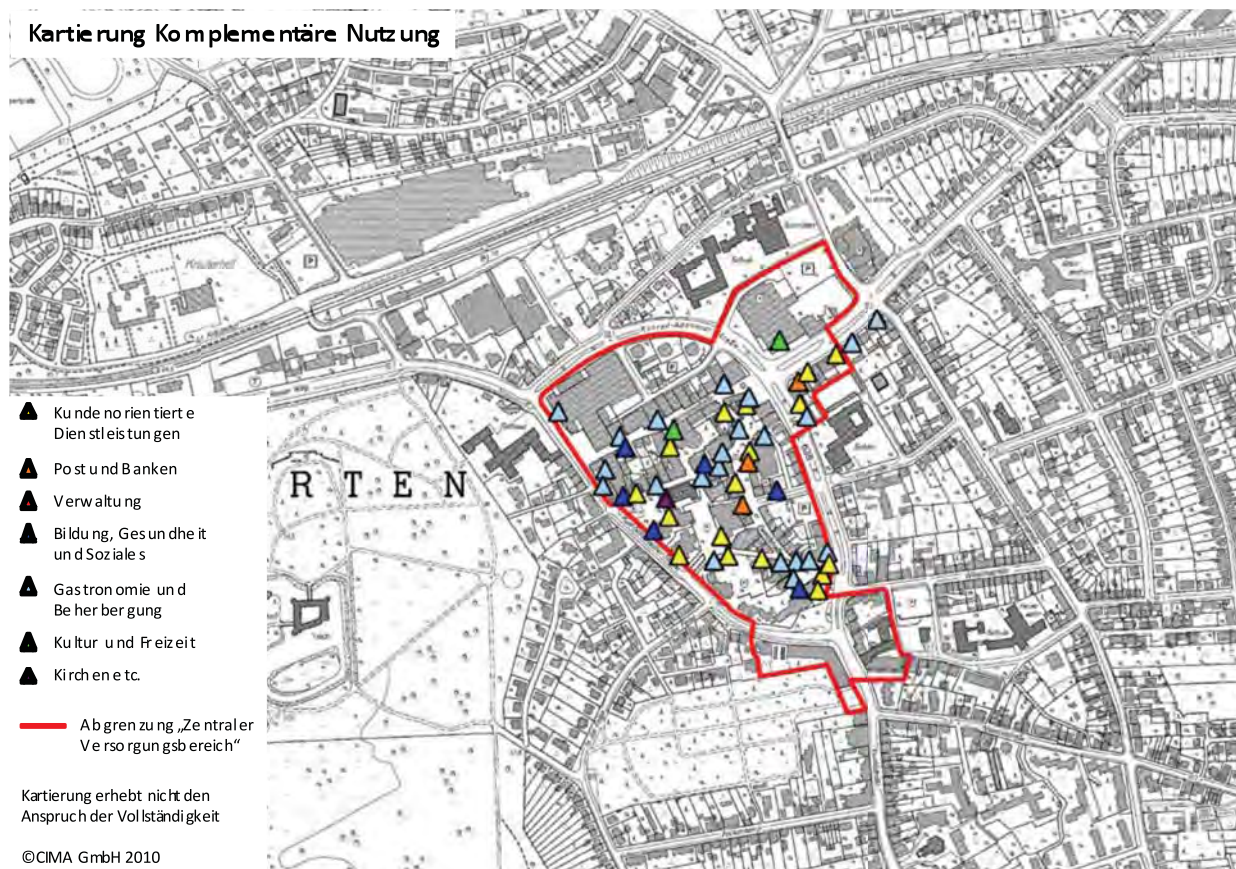 Kartierung Komplementäre Nutzung
Kundenorientierte
Dienstleistungen
Post und Banken
Verwaltung
Bildung, Gesundheit
und Soziales
Gastronomie und
Beherbergung
Kultur und Freizeit
Kirchen etc.
Abgrenzung „Zentraler
Versorgungsbereich“
Kartierung erhebt nicht den
Anspruch der Vollständigkeit
©CIMA GmbH 2010
R T E N
P
P
P
P